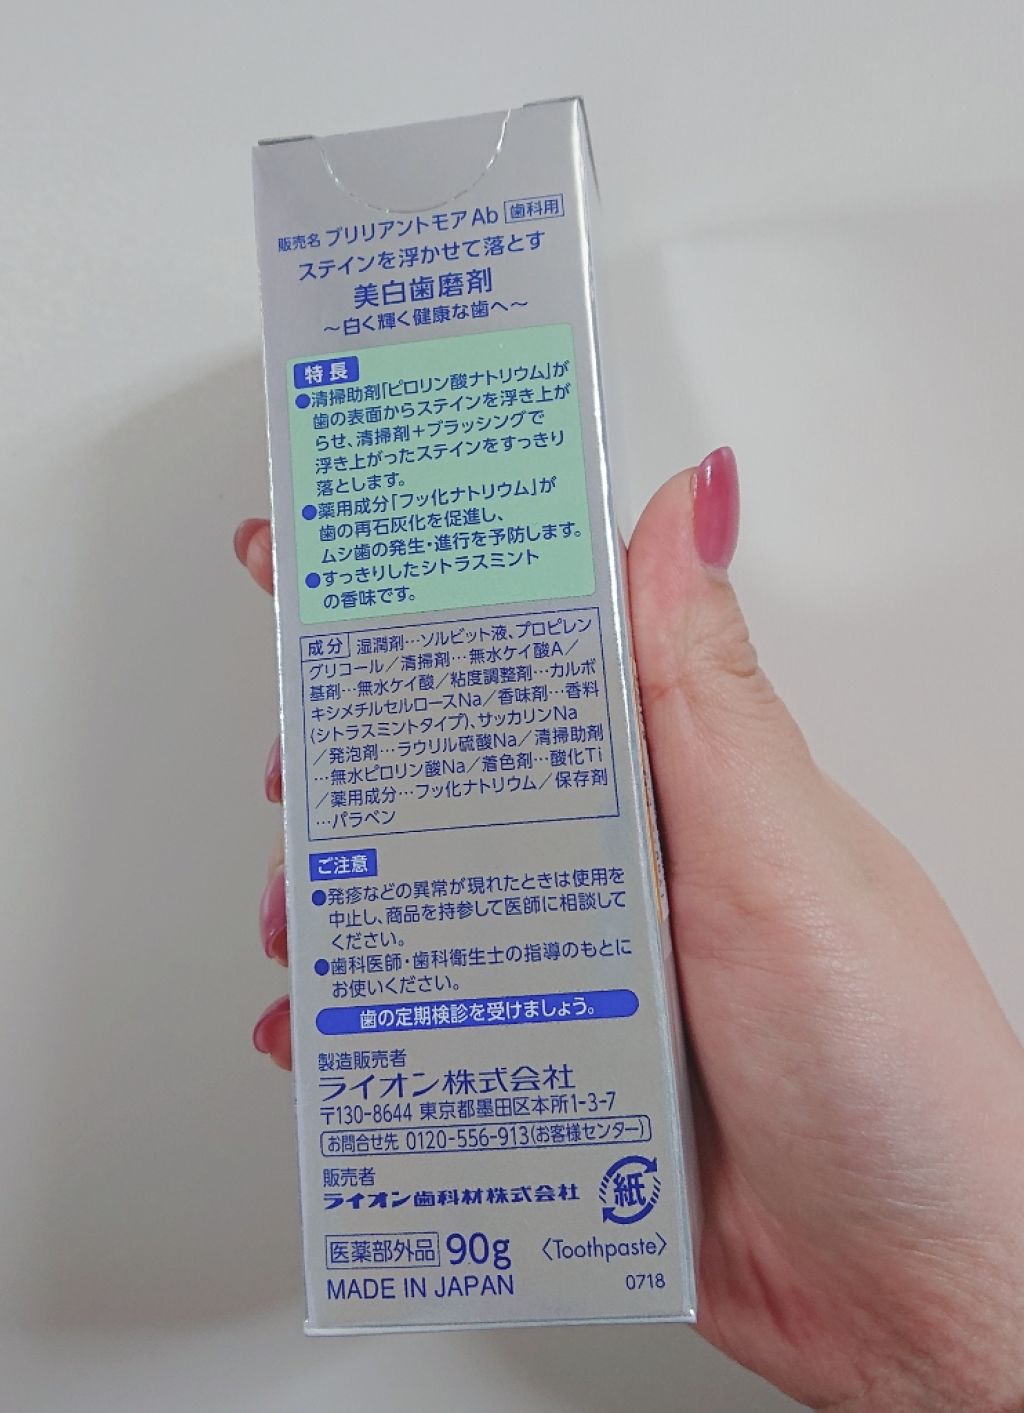 販売名 ブリリアントモアAb 歯科用
ステインを浮かせて落とす
美白歯磨剤
～白く輝く健康な歯へ～
特長
●清掃助剤「ピロリン酸ナトリウム」が
歯の表面からステインを浮き上が
らせ、清掃剤＋ブラッシングで
浮き上がったステインをすっきり
落とします。
●薬用成分「フッ化ナトリウム」が
歯の再石灰化を促進し、
ムシ歯の発生・進行を予防します。
●すっきりしたシトラスミント
の香味です。
成分 湿潤剤…ソルビット液、プロピレン
グリコール／清掃剤…無水ケイ酸A／
基剤…無水ケイ酸／粘度調整剤…カルボ
キシメチルセルロースNa／香味剤…香料
(シトラスミントタイプ)、サッカリンNa
／発泡剤…ラウリル硫酸Na／清掃助剤
…無水ピロリン酸Na／着色剤…酸化Ti
／薬用成分…フッ化ナトリウム／保存剤
…パラベン
ご注意
●発疹などの異常が現れたときは使用を
中止し、商品を持参して医師に相談して
ください。
●歯科医師・歯科衛生士の指導のもとに
お使いください。
歯の定期検診を受けましょう。
製造販売者
ライオン株式会社
〒130-8644 東京都墨田区本所1-3-7
お問合せ先 0120-556-913(お客様センター)
販売者
ライオン歯科材株式会社
紙
医薬部外品 90g 〈Toothpaste〉
MADE IN JAPAN 0718